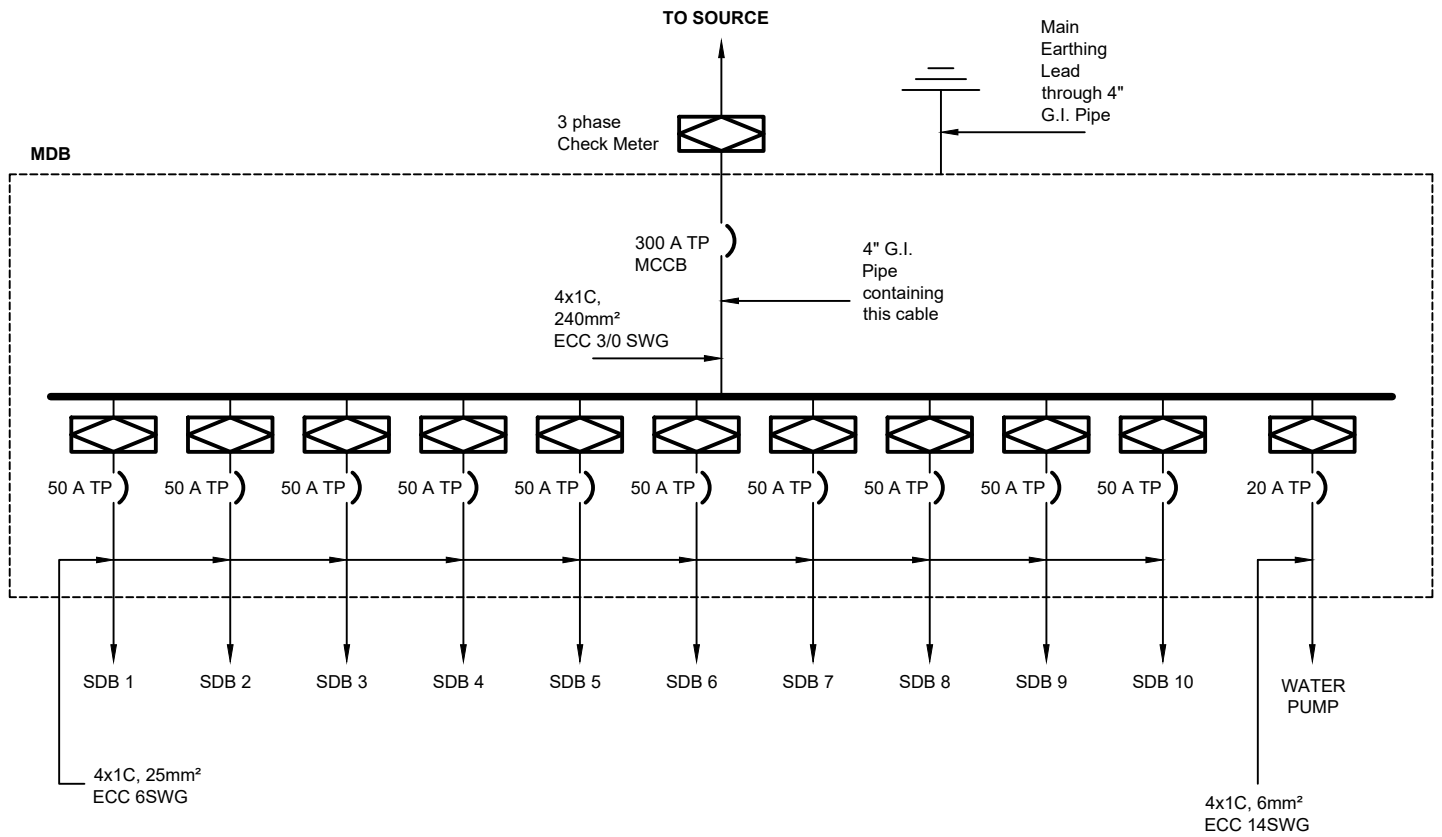 TO SOURCE
Main
Earthing
Lead
through 4"
G.I. Pipe
3 phase
Check Meter
MDB
300 A TP
MCCB
4" G.I.
Pipe
containing
this cable
4x1C,
240mm²
ECC 3/0 SWG
50 A TP
50 A TP
50 A TP
50 A TP
50 A TP
50 A TP
50 A TP
50 A TP
50 A TP
50 A TP
20 A TP
SDB 1
SDB 2
SDB 3
SDB 4
SDB 5
SDB 6
SDB 7
SDB 8
SDB 9
SDB 10
WATER
PUMP
4x1C, 25mm²
ECC 6SWG
4x1C, 6mm²
ECC 14SWG